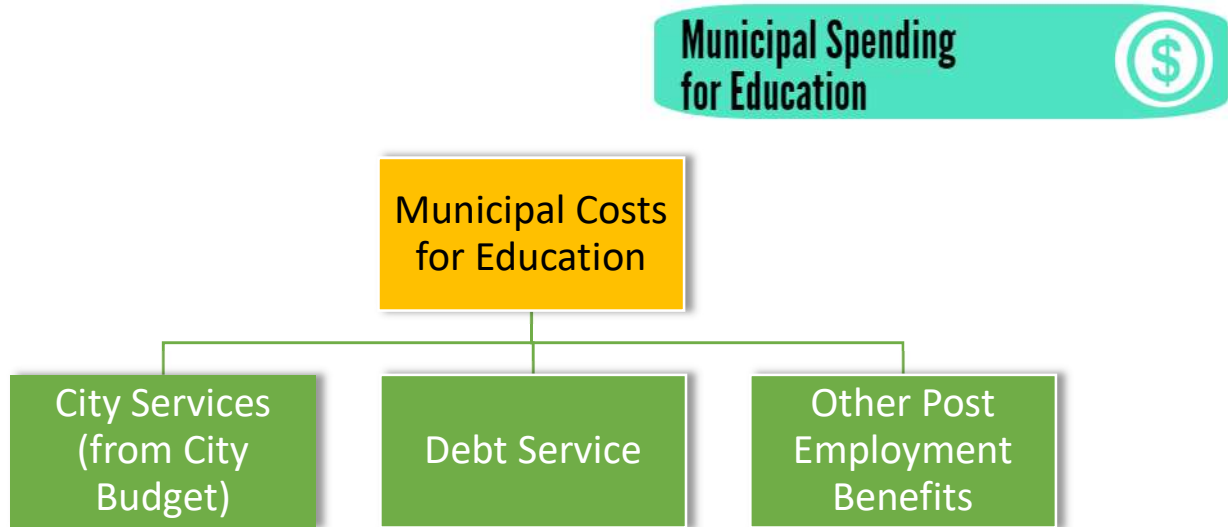 Municipal Spending
for Education
$
Municipal Costs
for Education
City Services
(from City
Budget)
Debt Service
Other Post
Employment
Benefits